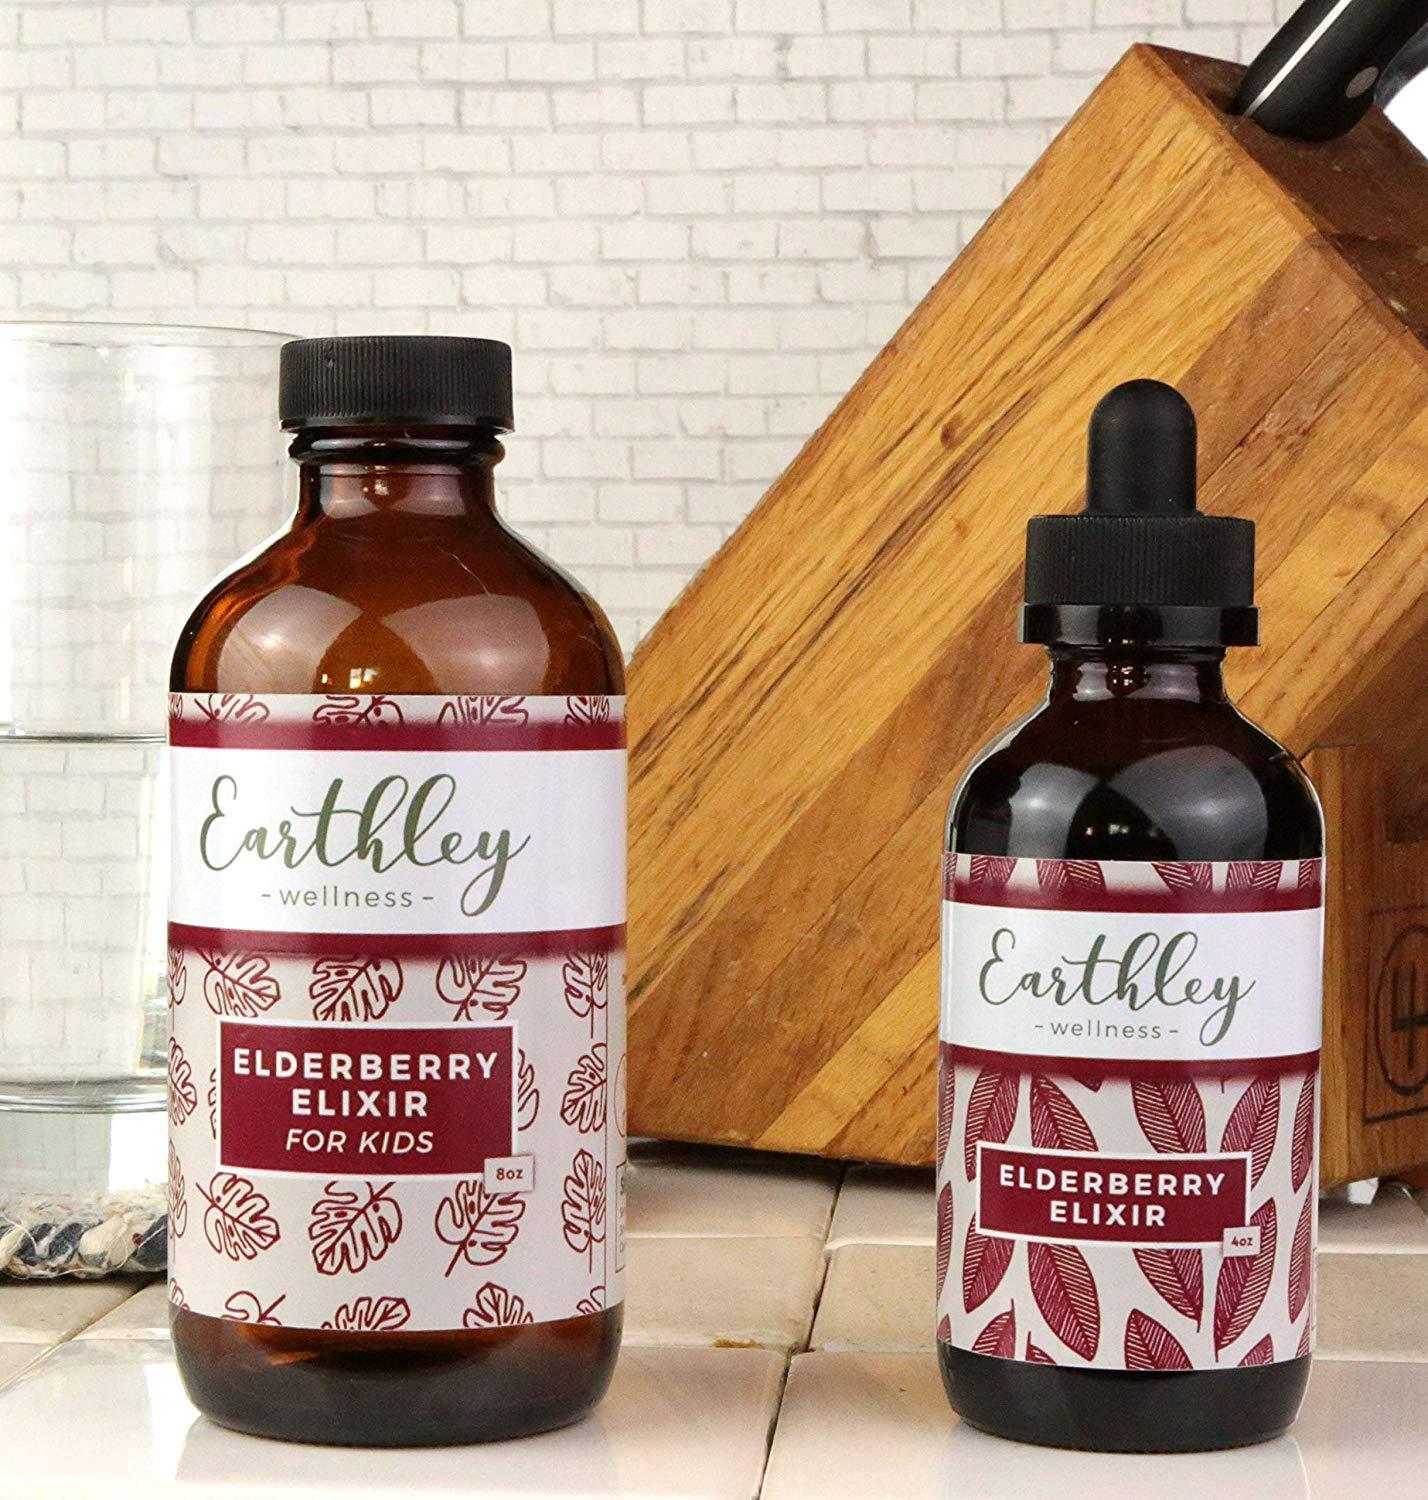 Earthley
- wellness -
ELDERBERRY
ELIXIR
FOR KIDS
8oz
Earthley
- wellness -
ELDERBERRY
ELIXIR
4oz